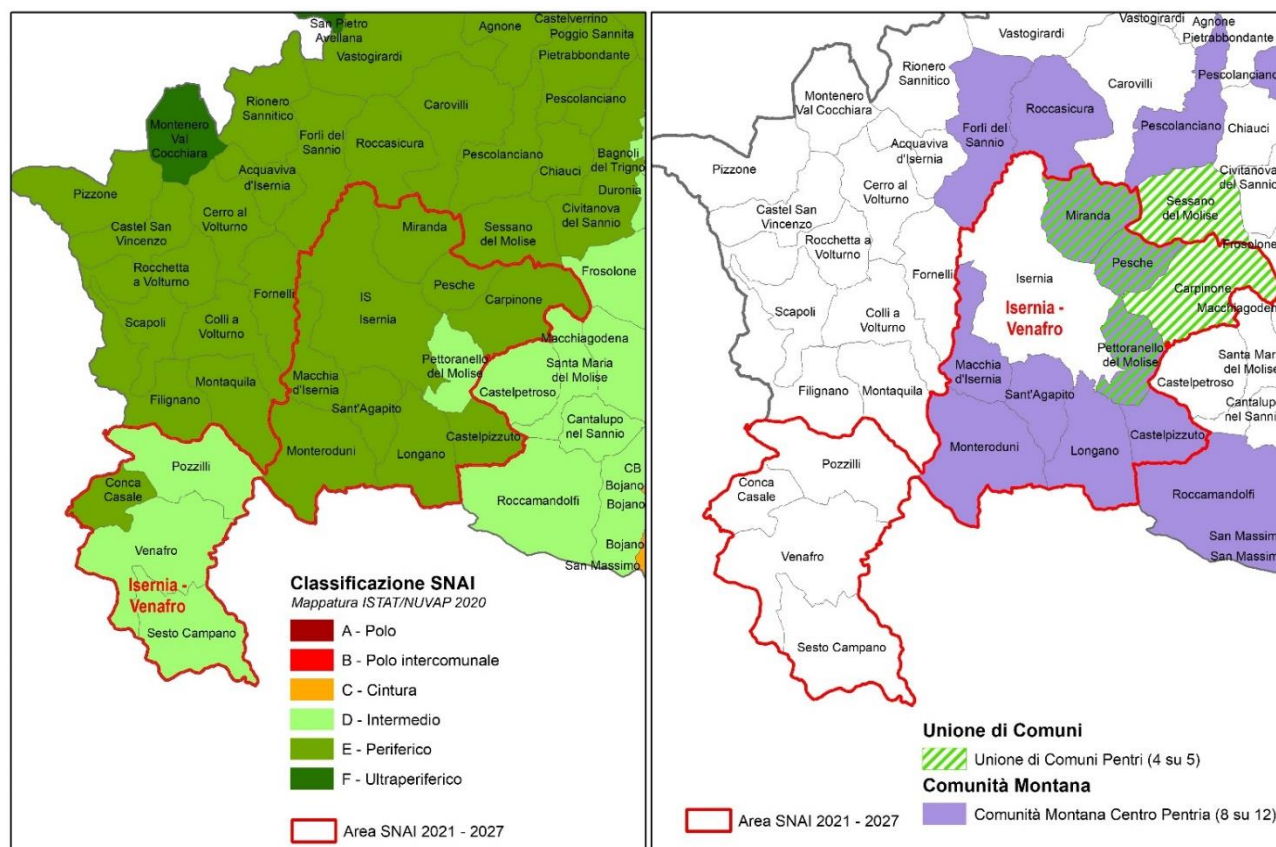 San Pietro
Avellana
Agnone
Castelverrino
Poggio Sannita
Vastogirardi
Pietrabbondante
Rionero
Sannitico
Carovilli
Pescolanciano
Montenero
Val
Cocchiara
Forlì del
Sannio
Roccasicura
Acquaviva
d'Isernia
Pescolanciano
Chiauci
Bagnoli
del Trigno
Duronia
Pizzone
Castel San
Vincenzo
Cerro al
Volturno
Miranda
Sessano
del Molise
Civitanova
del Sannio
Rocchetta
a Volturno
Fornelli
IS
Isernia
Pesche
Carpinone
Frosolone
Scapoli
Colli a
Volturno
Macchiagodena
Pettoranello
del Molise
Santa Maria
del Molise
Montaquila
Macchia
d'Isernia
Castelpetroso
Filignano
Sant'Agapito
Cantalupo
nel Sannio
Monteroduni
Longano
Castelpizzuto
Pozzilli
CB
Bojano
Bojano
Roccamandolfi
Conca
Casale
Venafro
Bojano
San Massimo
Isernia -
Venafro
Sesto Campano
Classificazione SNAI
Mappatura ISTAT/NUVAP 2020
A - Polo
B - Polo intercomunale
C - Cintura
D - Intermedio
E - Periferico
F - Ultraperiferico
Area SNAI 2021 - 2027
Vastogirardi
Agnone
Pietrabbondante
Vastogirardi
Rionero
Sannitico
Carovilli
Pescolanciano
Montenero
Val Cocchiara
Roccasicura
Forlì del
Sannio
Pescolanciano
Chiauci
Acquaviva
d'Isernia
Pizzone
Cerro al
Volturno
Civitanova
del Sannio
Sessano
del Molise
Miranda
Castel San
Vincenzo
Rocchetta a
Volturno
Frosolone
Pesche
Fornelli
Isernia
Carpinone
Isernia -
Venafro
Macchiagodena
Scapoli
Colli a
Volturno
Pettoranello
del Molise
Santa Maria
del Molise
Macchia
d'Isernia
Castelpetroso
Filignano
Montaquila
Sant'Agapito
Cantalupo
nel Sannio
Castelpizzuto
Monteroduni
Longano
Pozzilli
Conca
Casale
Roccamandolfi
Venafro
San Massimo
San Massimo
Sesto Campano
Unione di Comuni
Unione di Comuni Pentri (4 su 5)
Comunità Montana
Area SNAI 2021 - 2027
Comunità Montana Centro Pentria (8 su 12)